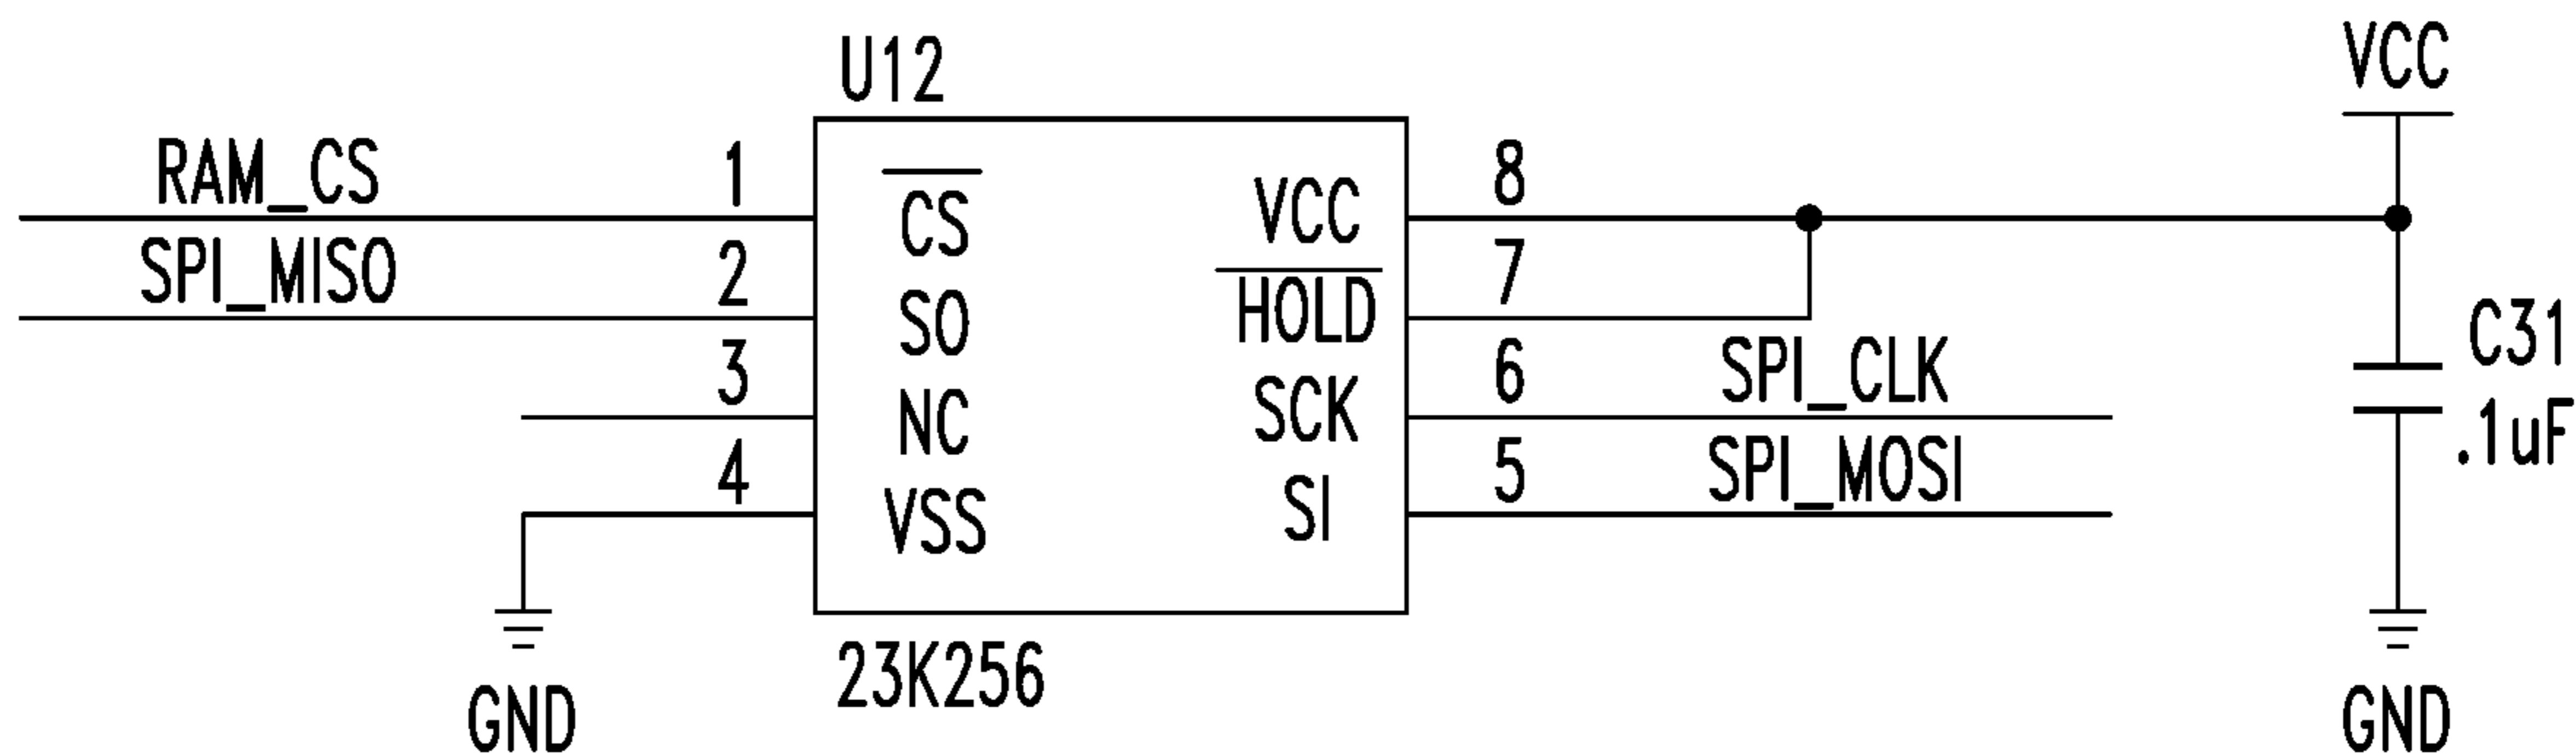 U12
VCC
RAM_CS 1 CS VCC 8
SPI_MISO 2 SO HOLD 7
3 NC SCK 6 SPI_CLK
4 VSS SI 5 SPI_MOSI
C31
.1uF
23K256
GND
GND